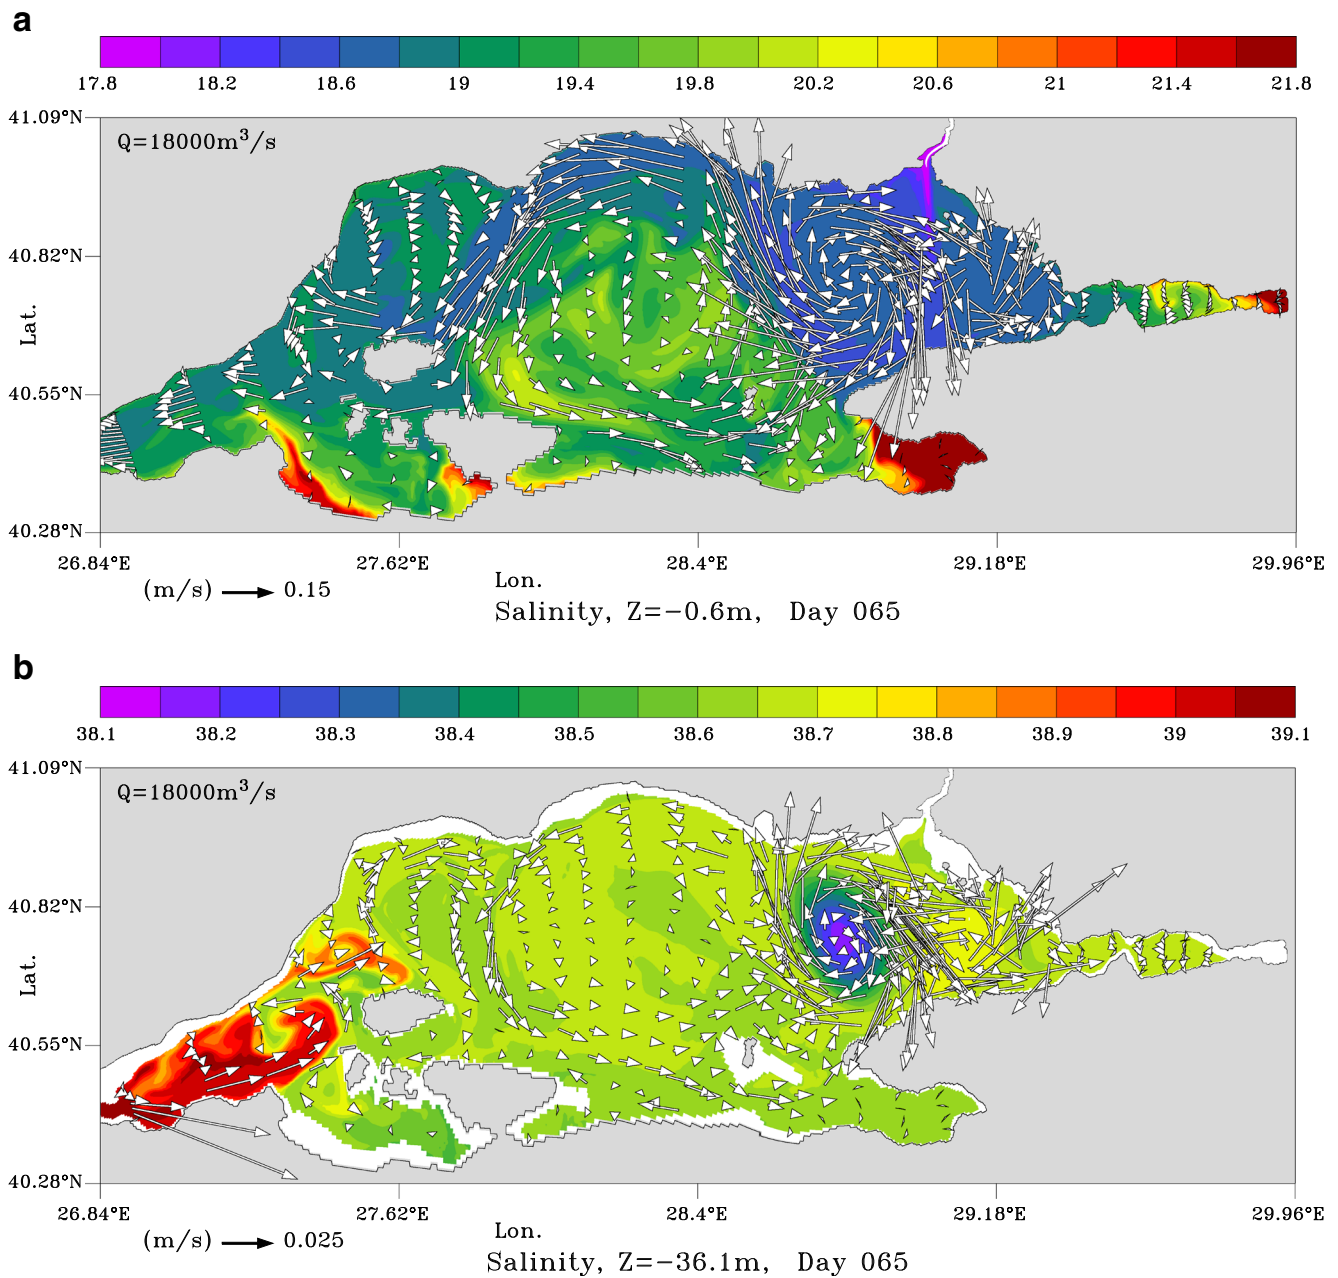 a
17.8 18.2 18.6 19 19.4 19.8 20.2 20.6 21 21.4 21.8
41.09°N
Q=18000m³/s
40.82°N
Lat.
40.55°N
40.28°N
26.84°E 27.62°E 28.4°E 29.18°E 29.96°E
(m/s) 0.15
Lon.
Salinity, Z=−0.6m, Day 065
b
38.1 38.2 38.3 38.4 38.5 38.6 38.7 38.8 38.9 39 39.1
41.09°N
Q=18000m³/s
40.82°N
Lat.
40.55°N
40.28°N
26.84°E 27.62°E 28.4°E 29.18°E 29.96°E
(m/s) 0.025
Lon.
Salinity, Z=−36.1m, Day 065